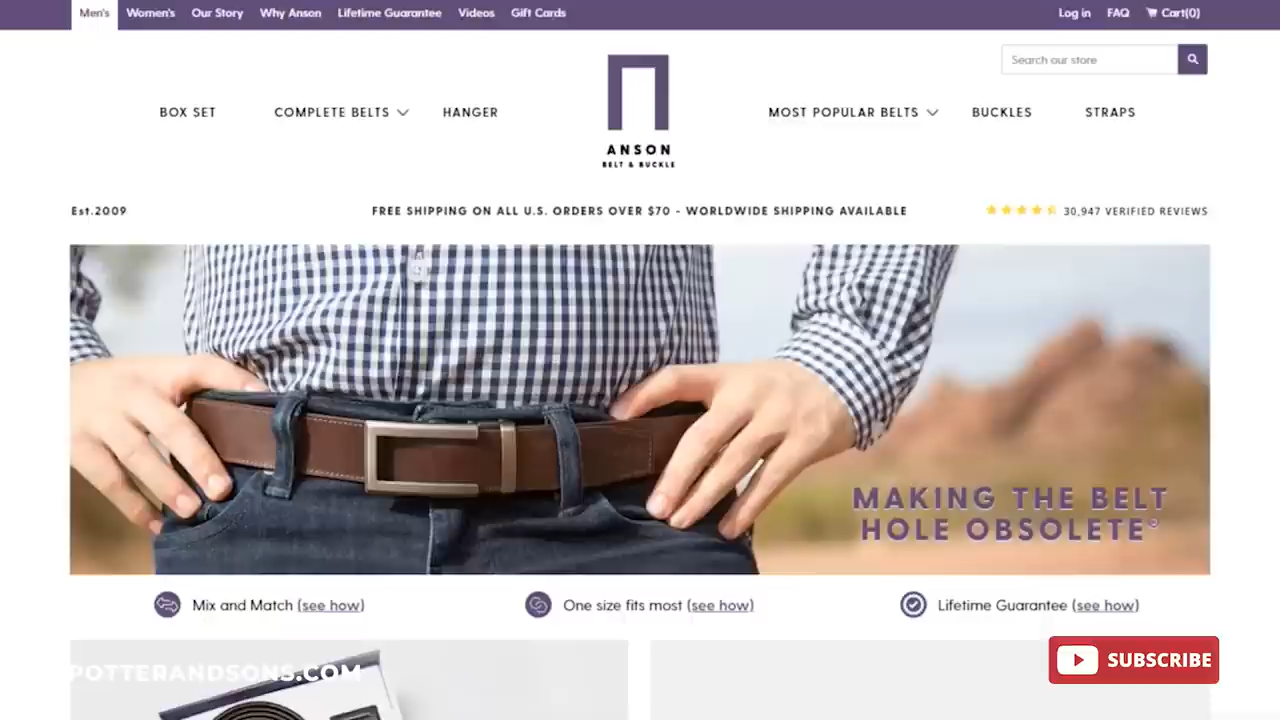 Men's Women's Our Story Why Anson Lifetime Guarantee Videos Gift Cards Log in FAQ Cart(0)
Search our store
BOX SET COMPLETE BELTS HANGER MOST POPULAR BELTS BUCKLES STRAPS
ANSON
BELT & BUCKLE
Est.2009 FREE SHIPPING ON ALL U.S. ORDERS OVER $70 - WORLDWIDE SHIPPING AVAILABLE 30,947 VERIFIED REVIEWS
MAKING THE BELT
HOLE OBSOLETE®
Mix and Match (see how) One size fits most (see how) Lifetime Guarantee (see how)
POTTERANDSONS.COM
SUBSCRIBE